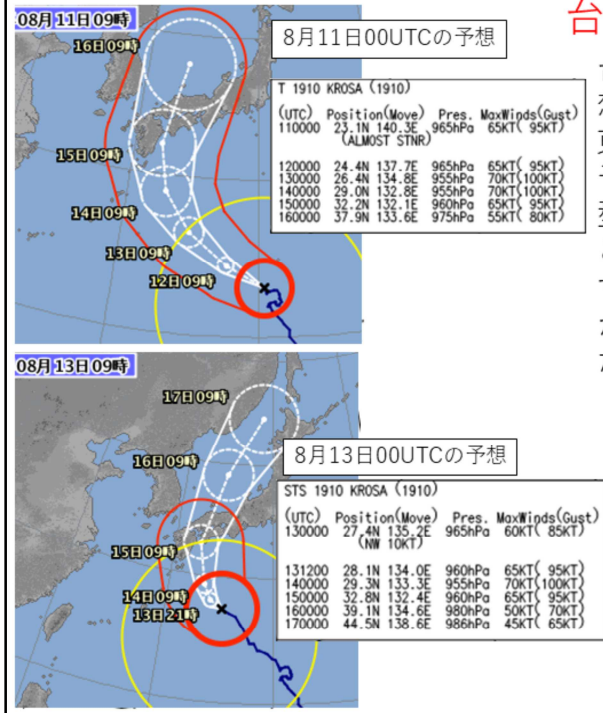 台
08月11日09時
8月11日00UTCの予想
16日09時
15日09時
14日09時
13日09時
12日09時
T 1910 KROSA (1910)
(UTC) Position(Move) Pres. MaxWinds(Gust)
110000 23.1N 140.3E 965hPa 65KT( 95KT)
(ALMOST STNR)
120000 24.4N 137.7E 965hPa 65KT( 95KT)
130000 26.4N 134.8E 955hPa 70KT(100KT)
140000 29.0N 132.8E 955hPa 70KT(100KT)
150000 32.2N 132.1E 960hPa 65KT( 95KT)
160000 37.9N 133.6E 975hPa 55KT( 80KT)
08月13日09時
8月13日00UTCの予想
17日09時
16日09時
15日09時
14日09時
13日21時
STS 1910 KROSA (1910)
(UTC) Position(Move) Pres. MaxWinds(Gust)
130000 27.4N 135.2E 965hPa 60KT( 85KT)
(NW 10KT)
131200 28.1N 134.0E 960hPa 65KT( 95KT)
140000 29.3N 133.3E 955hPa 70KT(100KT)
150000 32.8N 132.4E 960hPa 65KT( 95KT)
160000 39.1N 134.6E 980hPa 50KT( 70KT)
170000 44.5N 138.6E 986hPa 45KT( 65KT)